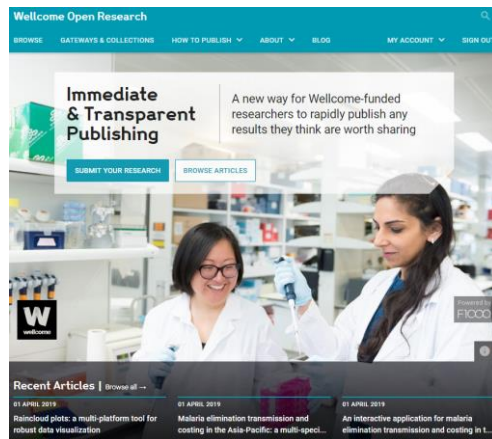 Wellcome Open Research
BROWSE GATEWAYS & COLLECTIONS HOW TO PUBLISH ABOUT BLOG MY ACCOUNT SIGN OUT
Immediate
& Transparent
Publishing
A new way for Wellcome-funded
researchers to rapidly publish any
results they think are worth sharing
SUBMIT YOUR RESEARCH BROWSE ARTICLES
W
wellcome
Powered by
F1000
Recent Articles | Browse all →
01 APRIL 2019 01 APRIL 2019 01 APRIL 2019
Raincloud plots: a multi-platform tool for
robust data visualization
Malaria elimination transmission and
costing in the Asia-Pacific: a multi-speci...
An interactive application for malaria
elimination transmission and costing in t...